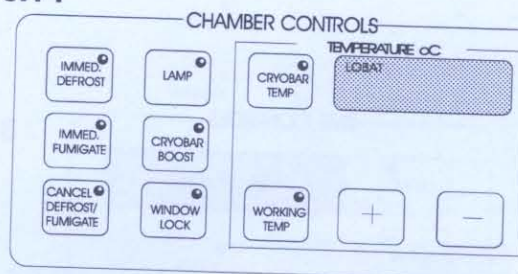 CHAMBER CONTROLS
IMMED.
DEFROST
LAMP
IMMED.
FUMIGATE
CRYOBAR
BOOST
CANCEL
DEFROST/
FUMIGATE
WINDOW
LOCK
TEMPERATURE oC
CRYOBAR
TEMP
LOBAT
WORKING
TEMP
+
-